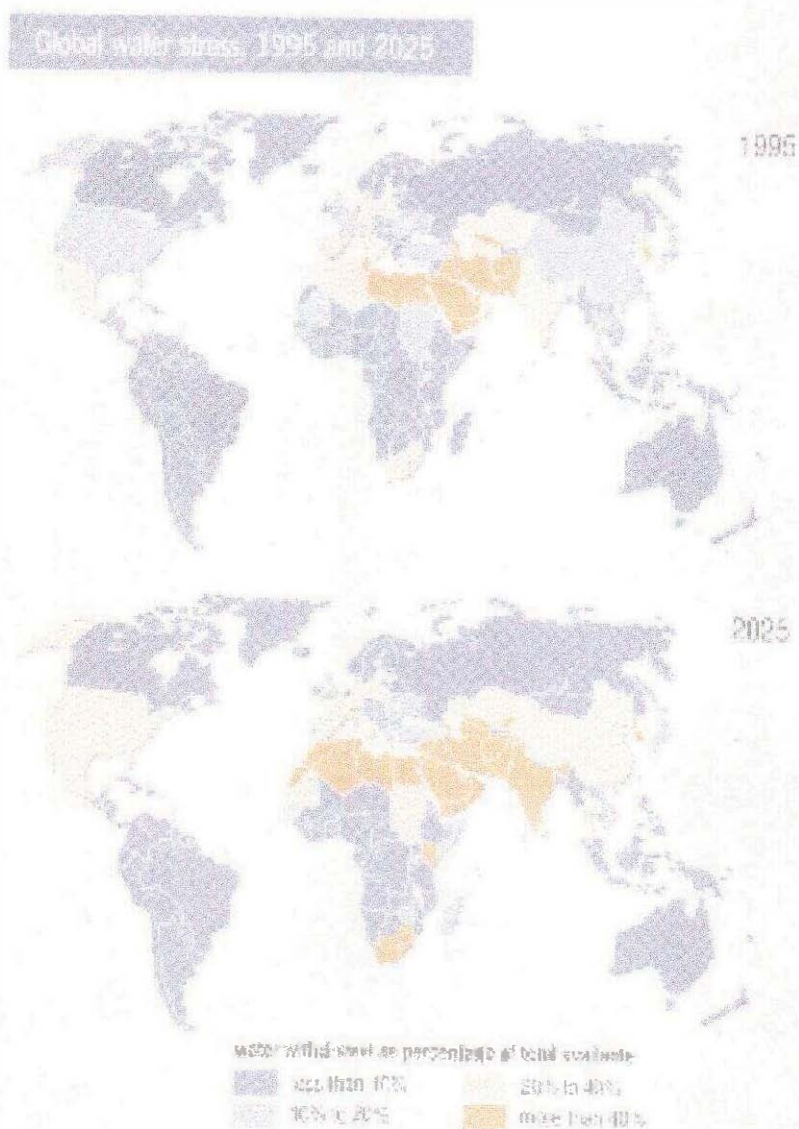 Global water stress, 1995 and 2025
1995
2025
water withdrawal as percentage of total available
less than 10%
20% to 40%
10% to 20%
more than 40%